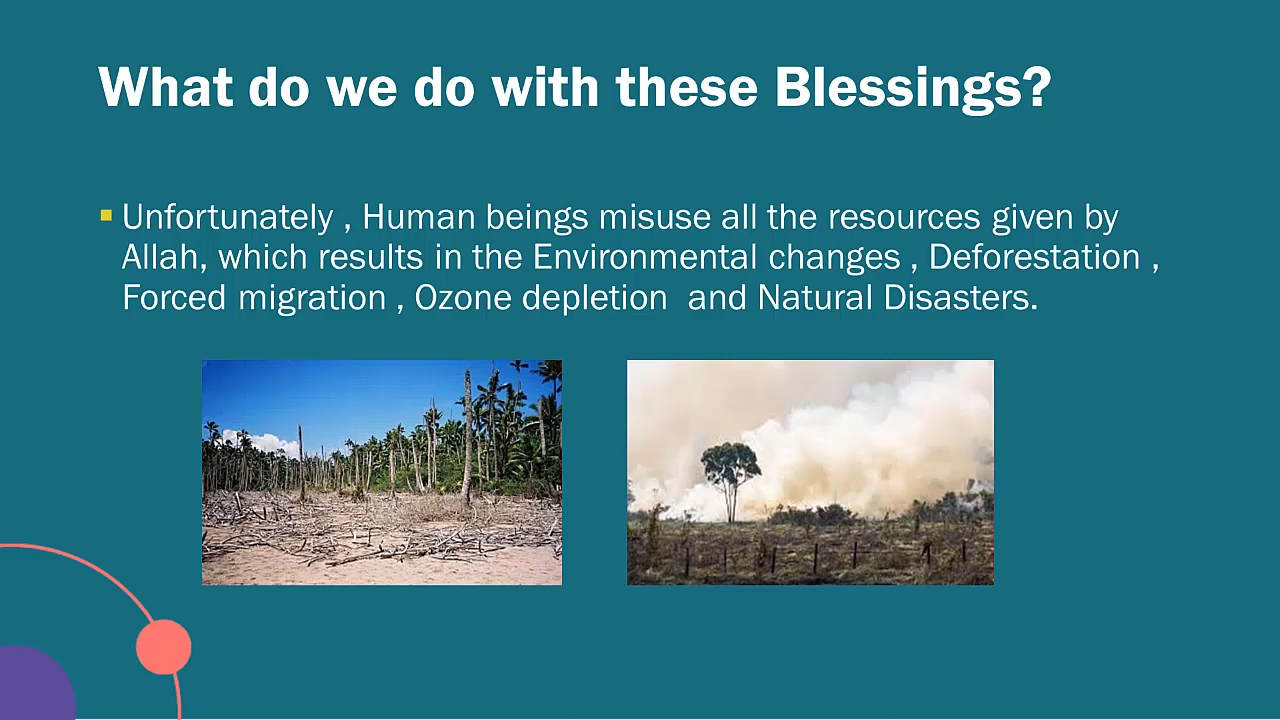 What do we do with these Blessings?
Unfortunately , Human beings misuse all the resources given by
Allah, which results in the Environmental changes , Deforestation ,
Forced migration , Ozone depletion  and Natural Disasters.